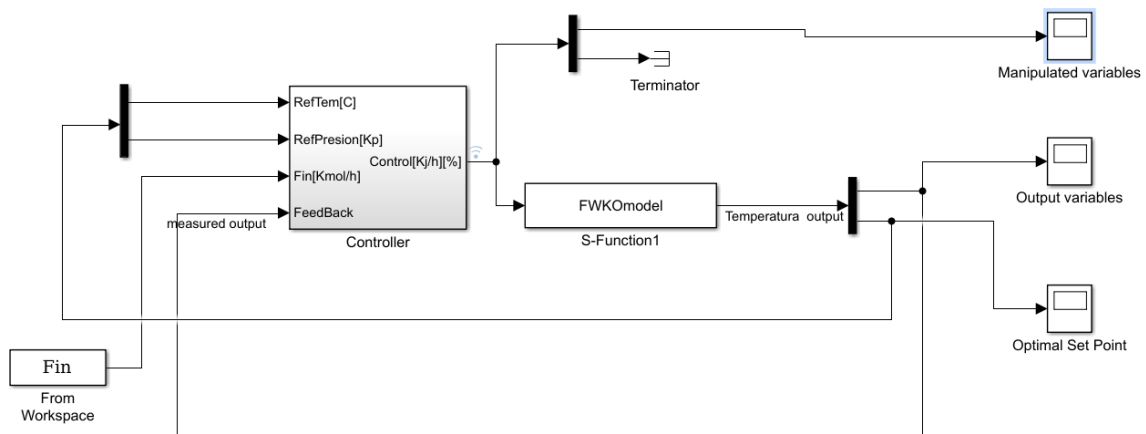 Terminator
Manipulated variables
RefTem[C]
RefPresion[Kp]
Fin[Kmol/h]
FeedBack
Control[Kj/h][%]
measured output
Controller
FWKOmodel
S-Function1
Temperatura output
Output variables
Optimal Set Point
Fin
From
Workspace